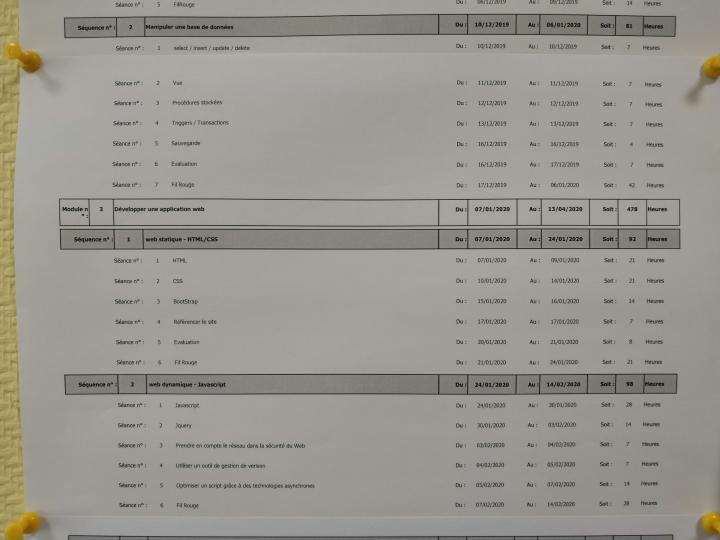 Séance n° : 5 FilRouge Du : 06/12/2019 Au : 09/12/2019 Soit : 14 Heures
Séquence n° : 2 Manipuler une base de données Du : 10/12/2019 Au : 06/01/2020 Soit : 81 Heures
Séance n° : 1 select / insert / update / delete Du : 10/12/2019 Au : 10/12/2019 Soit : 7 Heures
Séance n° : 2 Vue Du : 11/12/2019 Au : 11/12/2019 Soit : 7 Heures
Séance n° : 3 Procédures stockées Du : 12/12/2019 Au : 12/12/2019 Soit : 7 Heures
Séance n° : 4 Triggers / Transactions Du : 13/12/2019 Au : 13/12/2019 Soit : 7 Heures
Séance n° : 5 Sauvegarde Du : 16/12/2019 Au : 16/12/2019 Soit : 4 Heures
Séance n° : 6 Evaluation Du : 16/12/2019 Au : 17/12/2019 Soit : 7 Heures
Séance n° : 7 Fil Rouge Du : 17/12/2019 Au : 06/01/2020 Soit : 42 Heures
Module n° : 3 Développer une application web Du : 07/01/2020 Au : 13/04/2020 Soit : 478 Heures
Séquence n° : 1 web statique - HTML/CSS Du : 07/01/2020 Au : 24/01/2020 Soit : 92 Heures
Séance n° : 1 HTML Du : 07/01/2020 Au : 09/01/2020 Soit : 21 Heures
Séance n° : 2 CSS Du : 10/01/2020 Au : 14/01/2020 Soit : 21 Heures
Séance n° : 3 BootStrap Du : 15/01/2020 Au : 16/01/2020 Soit : 14 Heures
Séance n° : 4 Référencer le site Du : 17/01/2020 Au : 17/01/2020 Soit : 7 Heures
Séance n° : 5 Evaluation Du : 20/01/2020 Au : 21/01/2020 Soit : 8 Heures
Séance n° : 6 Fil Rouge Du : 21/01/2020 Au : 24/01/2020 Soit : 21 Heures
Séquence n° : 2 web dynamique - Javascript Du : 24/01/2020 Au : 14/02/2020 Soit : 98 Heures
Séance n° : 1 Javascript Du : 24/01/2020 Au : 30/01/2020 Soit : 28 Heures
Séance n° : 2 Jquery Du : 30/01/2020 Au : 03/02/2020 Soit : 14 Heures
Séance n° : 3 Prendre en compte le réseau dans la sécurité du Web Du : 03/02/2020 Au : 04/02/2020 Soit : 7 Heures
Séance n° : 4 Utiliser un outil de gestion de version Du : 04/02/2020 Au : 05/02/2020 Soit : 7 Heures
Séance n° : 5 Optimiser un script grâce à des technologies asynchrones Du : 05/02/2020 Au : 07/02/2020 Soit : 14 Heures
Séance n° : 6 Fil Rouge Du : 07/02/2020 Au : 14/02/2020 Soit : 28 Heures